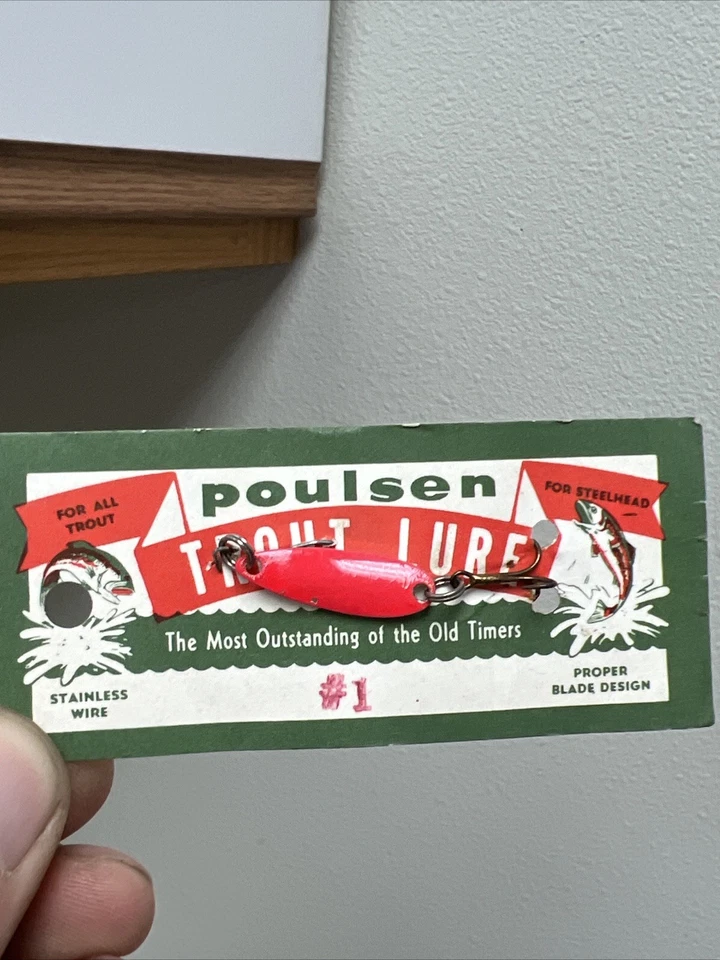 poulsen
FOR ALL
TROUT
FOR STEELHEAD
TROUT LURE
The Most Outstanding of the Old Timers
STAINLESS
WIRE
#1
PROPER
BLADE DESIGN